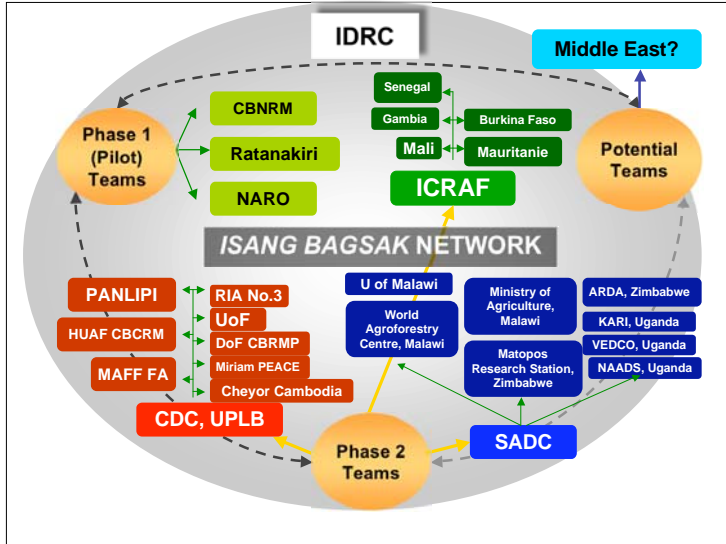 IDRC
Middle East?
Phase 1
(Pilot)
Teams
CBNRM
Ratanakiri
NARO
Senegal
Gambia
Burkina Faso
Mali
Mauritanie
ICRAF
Potential
Teams
ISANG BAGSAK NETWORK
PANLIPI
HUAF CBCRM
MAFF FA
RIA No.3
UoF
DoF CBRMP
Miriam PEACE
Cheyor Cambodia
CDC, UPLB
U of Malawi
World
Agroforestry
Centre, Malawi
Ministry of
Agriculture,
Malawi
Matopos
Research Station,
Zimbabwe
ARDA, Zimbabwe
KARI, Uganda
VEDCO, Uganda
NAADS, Uganda
Phase 2
Teams
SADC